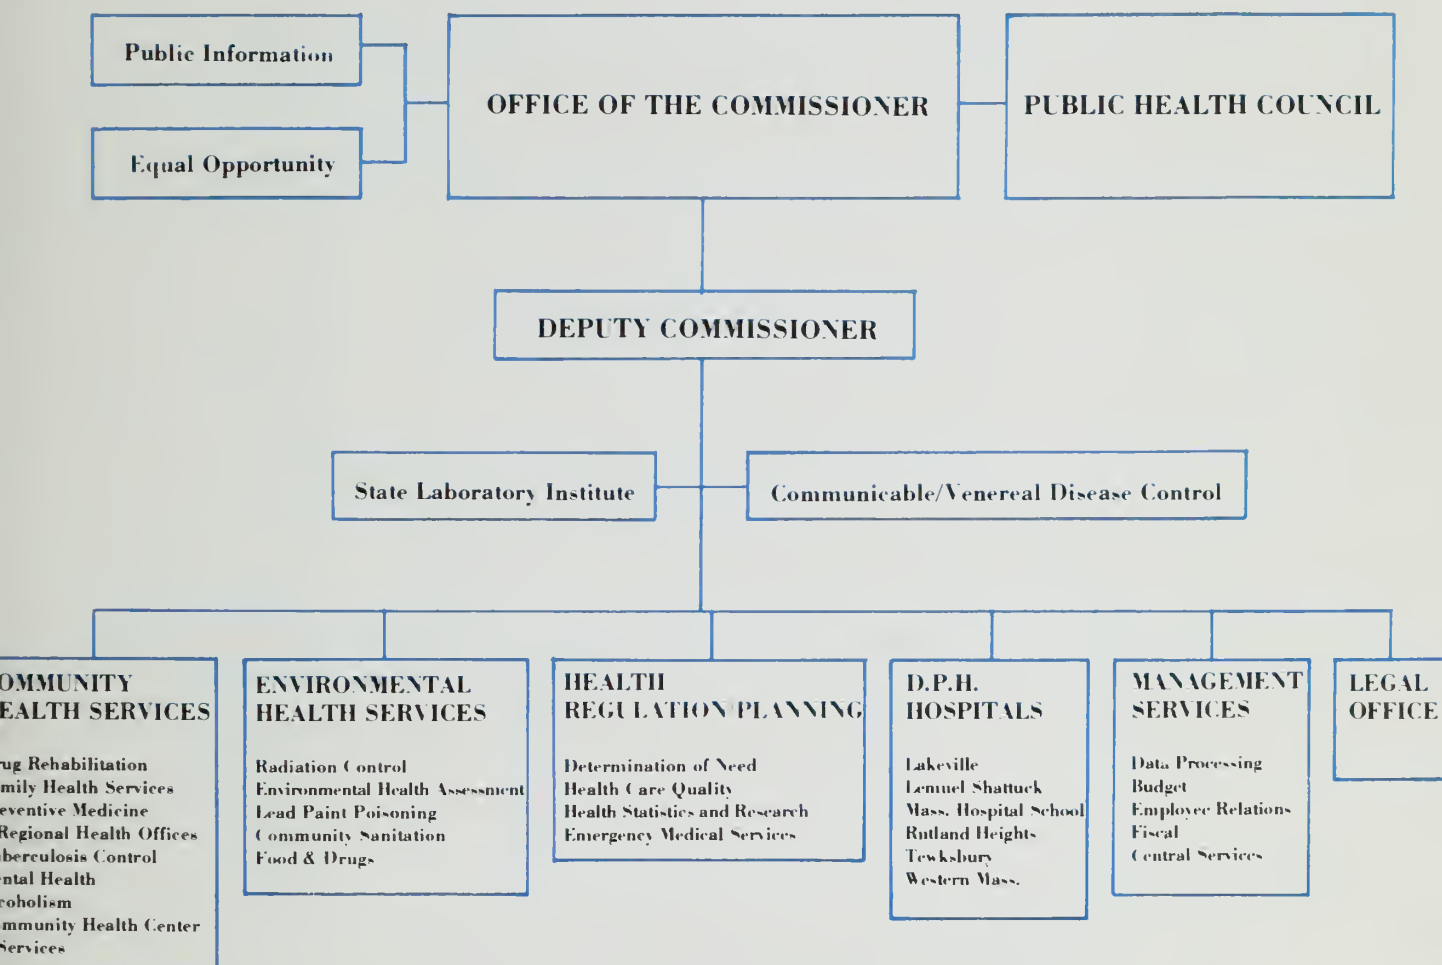 Public Information
Equal Opportunity
OFFICE OF THE COMMISSIONER
PUBLIC HEALTH COUNCIL
DEPUTY COMMISSIONER
State Laboratory Institute
Communicable/Venereal Disease Control
OMMUNITY
EALTH SERVICES
rug Rehabilitation
mily Health Services
eventive Medicine
Regional Health Offices
berculosis Control
ental Health
coholism
mmunity Health Center
Services
ENVIRONMENTAL
HEALTH SERVICES
Radiation Control
Environmental Health Assessment
Lead Paint Poisoning
Community Sanitation
Food & Drugs
HEALTH
REGULATION PLANNING
Determination of Need
Health Care Quality
Health Statistics and Research
Emergency Medical Services
D.P.H.
HOSPITALS
Lakeville
Lemuel Shattuck
Mass. Hospital School
Rutland Heights
Tewksbury
Western Mass.
MANAGEMENT
SERVICES
Data Processing
Budget
Employee Relations
Fiscal
Central Services
LEGAL
OFFICE